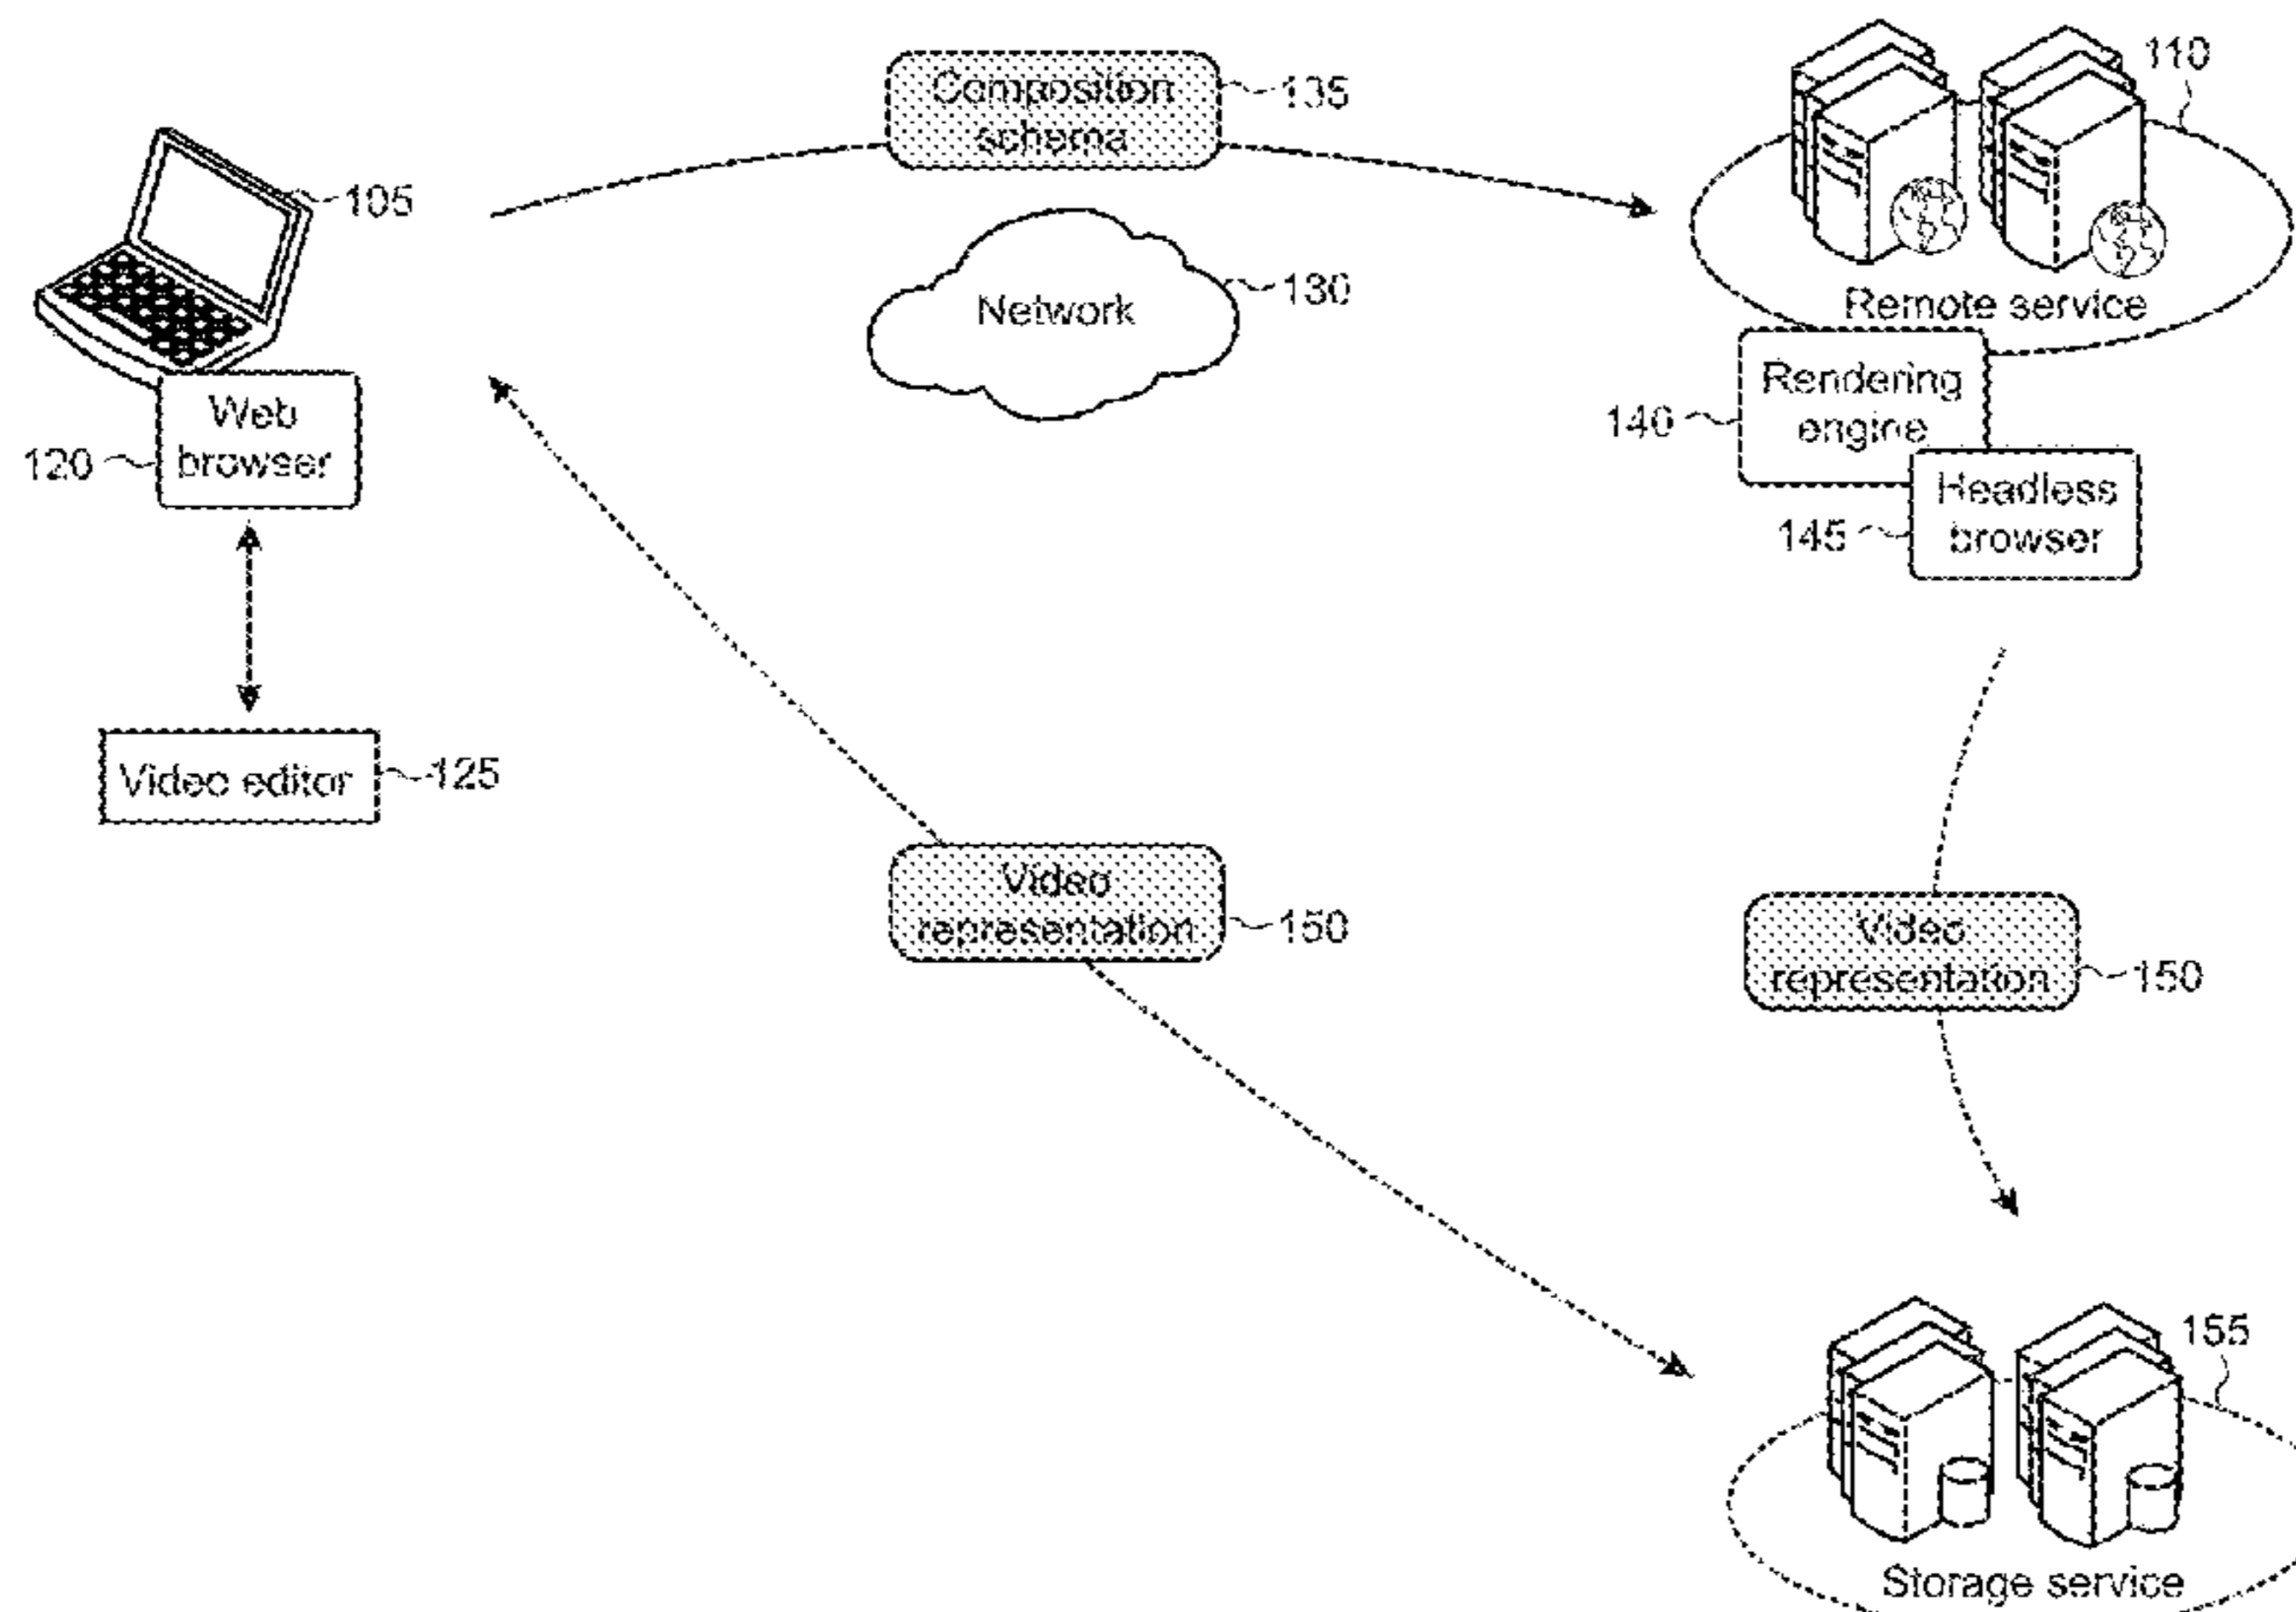 Composition
schema
135
110
105
Network
130
Remote service
Rendering
engine
140
Web
browser
120
Headless
browser
145
Video editor
125
Video
representation
150
Video
representation
150
155
Storage service